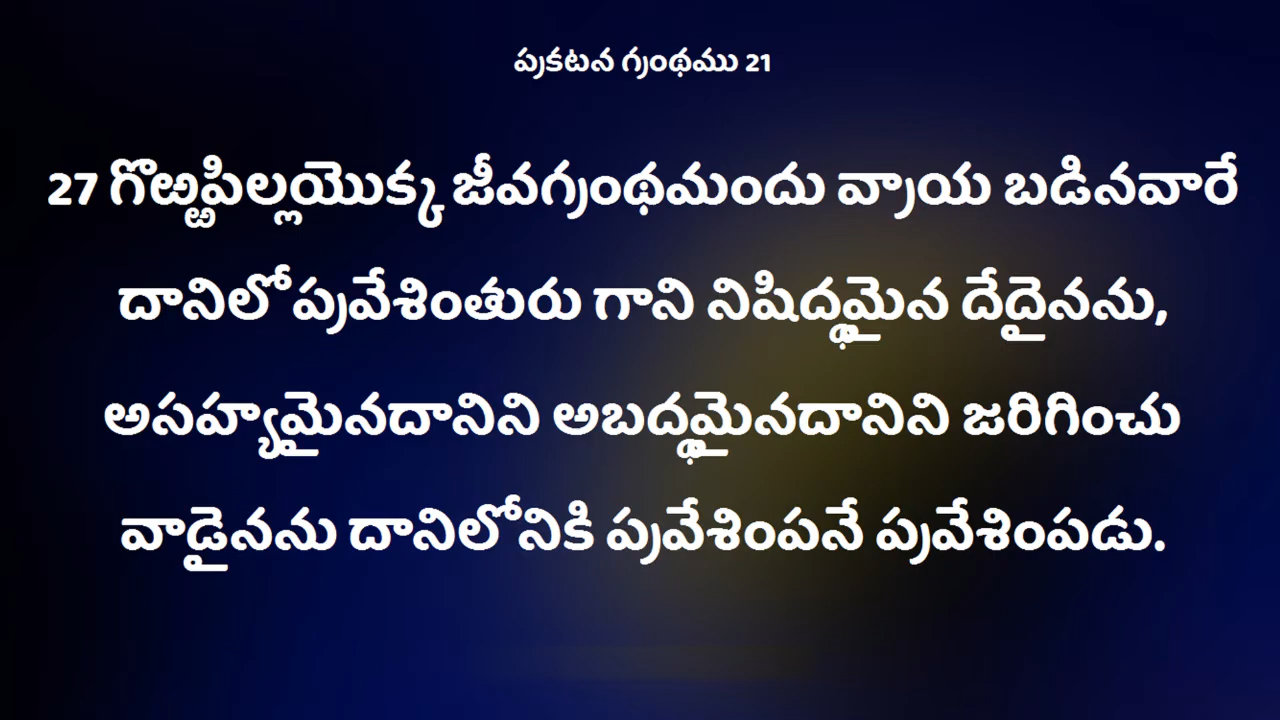 ప్రకటన గ్రంథము 21
27 గొఱ్ఱపిల్లయొక్క జీవగ్రంథమందు వ్రాయ బడినవారే
దానిలో ప్రవేశింతురు గాని నిషిద్ధమైన దేదైనను,
అసహ్యమైనదానిని అబద్ధమైనదానిని జరిగించు
వాడైనను దానిలోనికి ప్రవేశింపనే ప్రవేశింపడు.